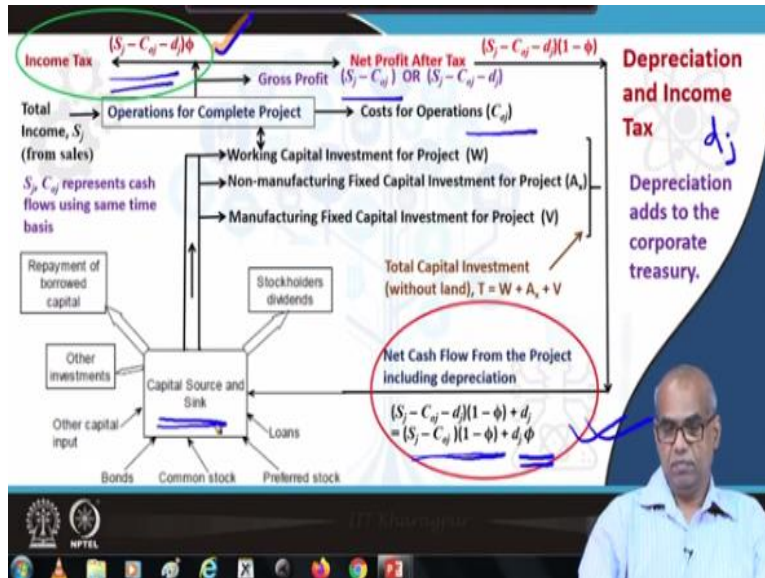 (Sj – Coj – dj)ϕ
Income Tax
Net Profit After Tax
(Sj – Coj – dj)(1 – ϕ)
Gross Profit (Sj – Coj) OR (Sj – Coj – dj)
Depreciation
and Income
Tax
dj
Total
Income, Sj
(from sales)
Operations for Complete Project
Costs for Operations (Coj)
Sj, Coj represents cash
flows using same time
basis
Working Capital Investment for Project (W)
Non-manufacturing Fixed Capital Investment for Project (Ax)
Manufacturing Fixed Capital Investment for Project (V)
Depreciation
adds to the
corporate
treasury.
Total Capital Investment
(without land), T = W + Ax + V
Repayment of
borrowed
capital
Stockholders
dividends
Other
investments
Capital Source and
Sink
Other capital
input
Loans
Bonds
Common stock
Preferred stock
Net Cash Flow From the Project
including depreciation
(Sj – Coj – dj)(1 – ϕ) + dj
= (Sj – Coj)(1 – ϕ) + djϕ
IIT Kharagpur
NPTEL